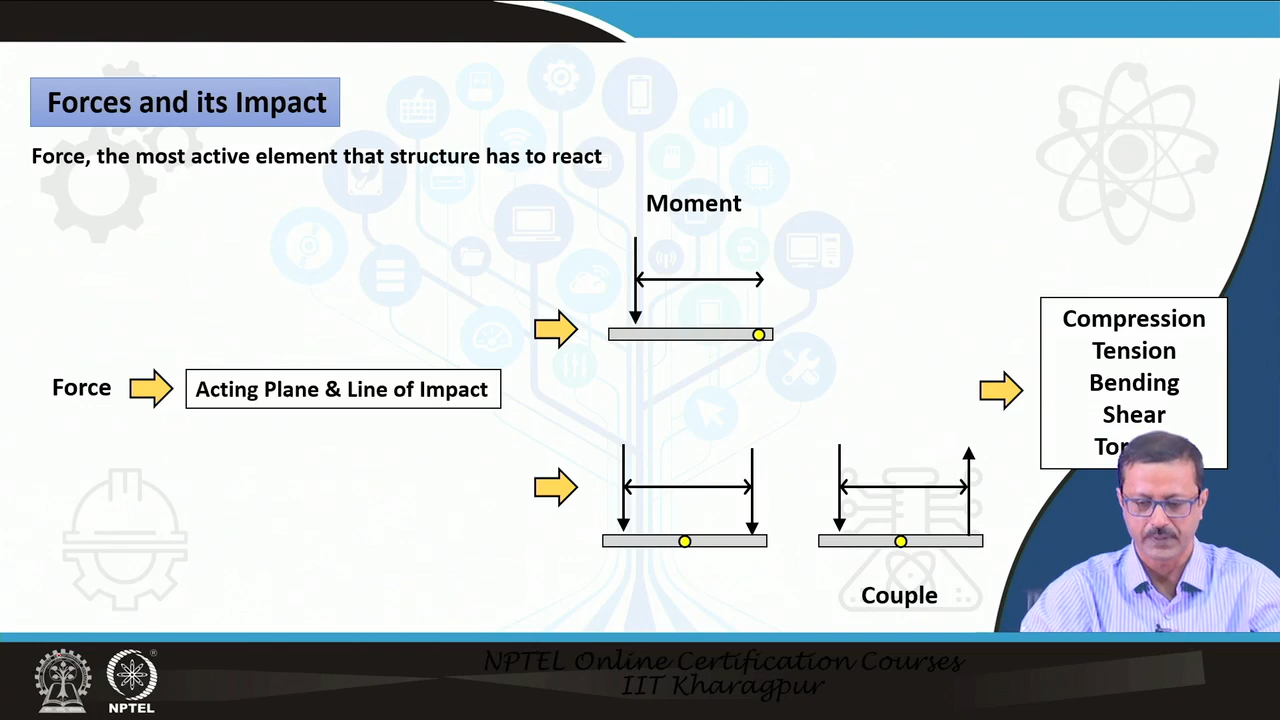 Forces and its Impact
Force, the most active element that structure has to react
Moment
Force
Acting Plane & Line of Impact
Compression
Tension
Bending
Shear
Couple
NPTEL Online Certification Courses
IIT Kharagpur
NPTEL